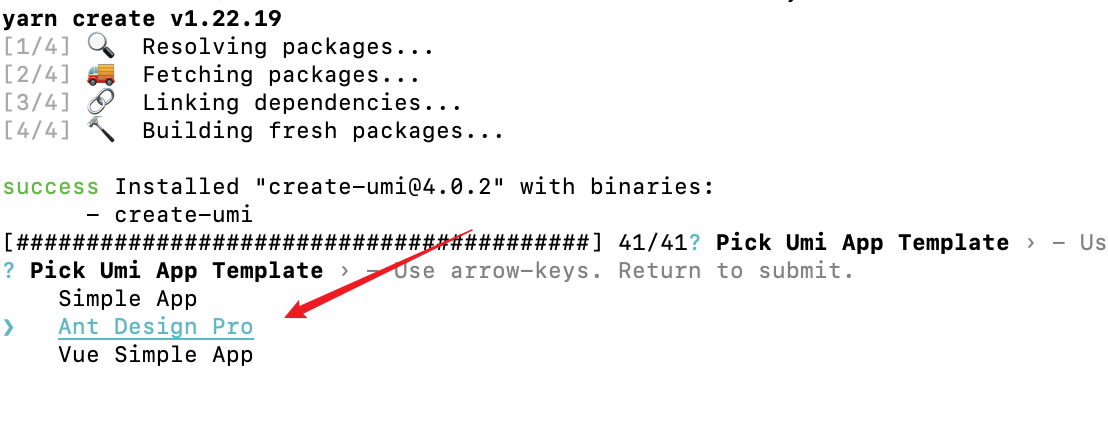 yarn create v1.22.19
[1/4] 🔍 Resolving packages...
[2/4] 🚚 Fetching packages...
[3/4] 🔗 Linking dependencies...
[4/4] 🔨 Building fresh packages...
success Installed "create-umi@4.0.2" with binaries:
– create-umi
[#########################################] 41/41? Pick Umi App Template › – Us
? Pick Umi App Template › – Use arrow-keys. Return to submit.
Simple App
❯ Ant Design Pro
Vue Simple App